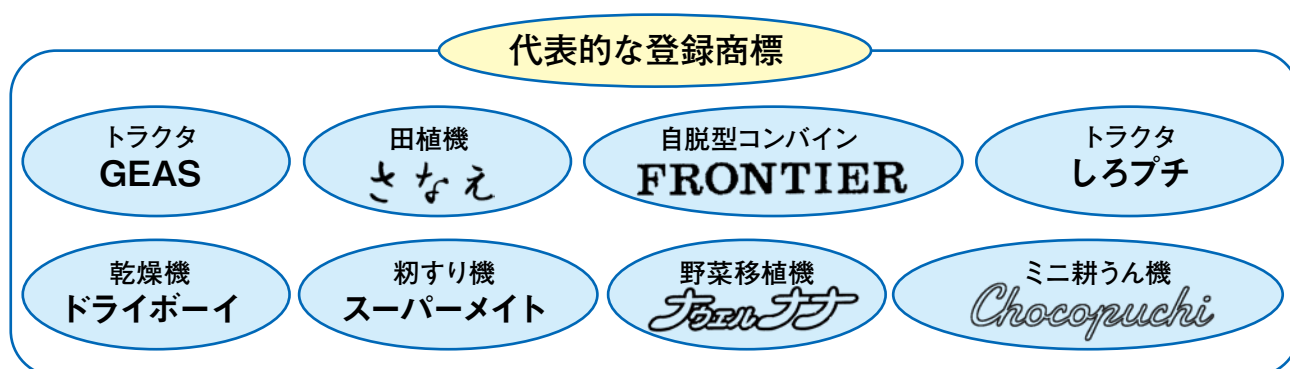 代表的な登録商標
トラクタ
GEAS
田植機
さなえ
自脱型コンバイン
FRONTIER
トラクタ
しろプチ
乾燥機
ドライボーイ
籾すり機
スーパーメイト
野菜移植機
ナウエルナナ
ミニ耕うん機
Chocopuchi